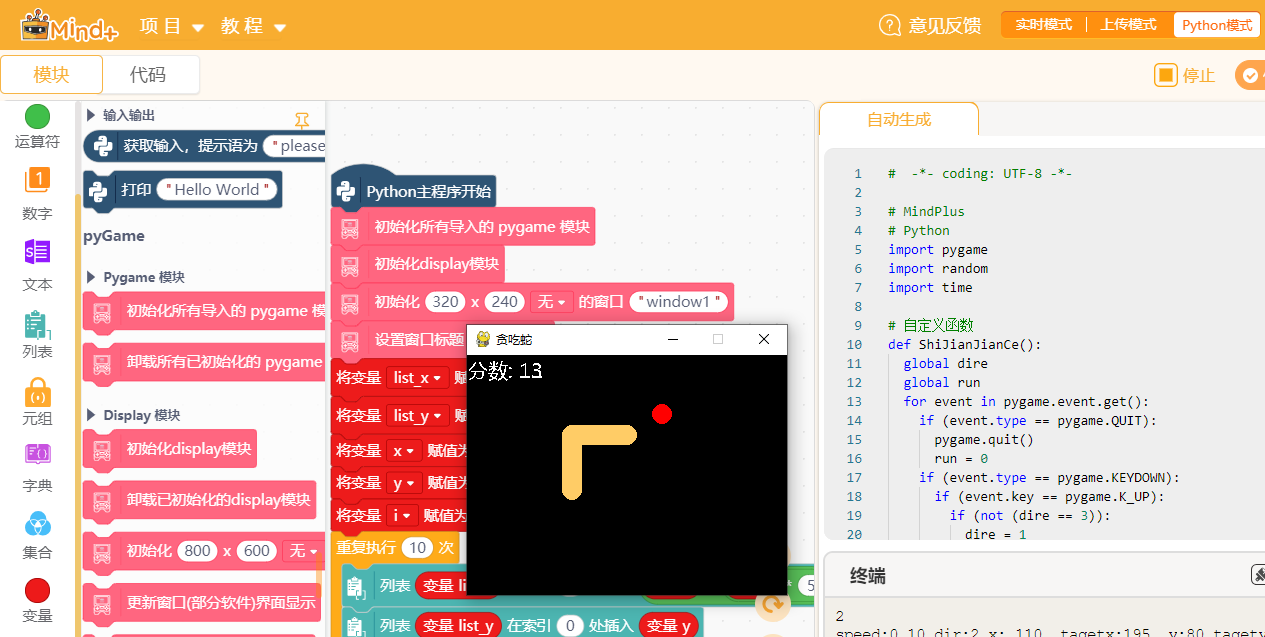 Mind+ 项目 教程 意见反馈 实时模式 上传模式 Python模式
模块 代码 停止
运算符
数字
文本
列表
元组
字典
集合
变量
输入输出
获取输入，提示语为 "please
打印 "Hello World"
pyGame
Pygame 模块
初始化所有导入的 pygame 模
卸载所有已初始化的 pygame
Display 模块
初始化display模块
卸载已初始化的display模块
初始化 800 x 600 无
更新窗口(部分软件)界面显示
Python主程序开始
初始化所有导入的 pygame 模块
初始化display模块
初始化 320 x 240 无 的窗口 "window1"
设置窗口标题
将变量 list_x 赋
将变量 list_y 赋
将变量 x 赋值为
将变量 y 赋值为
将变量 i 赋值为
重复执行 10 次
列表 变量 li 5
列表 变量 list_y 在索引 0 处插入 变量 y
贪吃蛇
分数: 13
自动生成
1 # -*- coding: UTF-8 -*-
2
3 # MindPlus
4 # Python
5 import pygame
6 import random
7 import time
8
9 # 自定义函数
10 def ShiJianJianCe():
11 global dire
12 global run
13 for event in pygame.event.get():
14 if (event.type == pygame.QUIT):
15 pygame.quit()
16 run = 0
17 if (event.type == pygame.KEYDOWN):
18 if (event.key == pygame.K_UP):
19 if (not (dire == 3)):
20 dire = 1
终端
2
speed:0.10 dir:2 x: 110 tagetx:195 y:80 tagety: